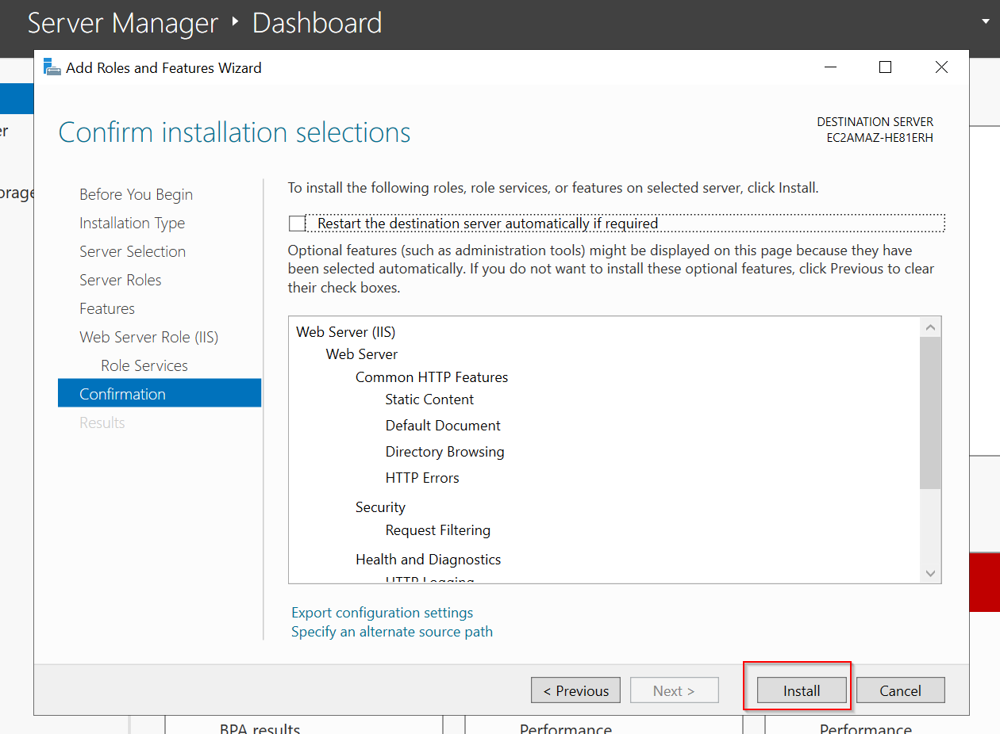 Server Manager ‣ Dashboard
Add Roles and Features Wizard
Confirm installation selections
DESTINATION SERVER
EC2AMAZ-HE81ERH
er
orage
Before You Begin
Installation Type
Server Selection
Server Roles
Features
Web Server Role (IIS)
Role Services
Confirmation
Results
To install the following roles, role services, or features on selected server, click Install.
Restart the destination server automatically if required
Optional features (such as administration tools) might be displayed on this page because they have
been selected automatically. If you do not want to install these optional features, click Previous to clear
their check boxes.
Web Server (IIS)
Web Server
Common HTTP Features
Static Content
Default Document
Directory Browsing
HTTP Errors
Security
Request Filtering
Health and Diagnostics
HTTP Logging
Export configuration settings
Specify an alternate source path
< Previous
Next >
Install
Cancel
BPA results
Performance
Performance